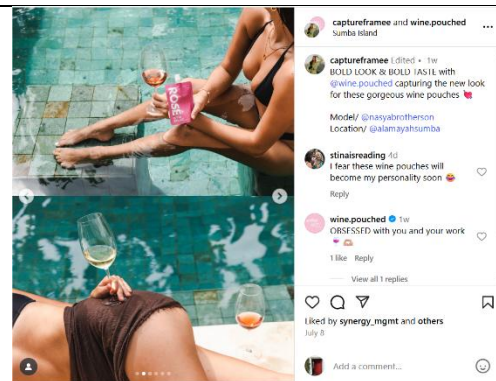 captureframee and wine.pouched
Sumba Island
captureframee Edited • 1w
BOLD LOOK & BOLD TASTE with
@wine.pouched capturing the new look
for these gorgeous wine pouches 💘
Model/ @nasyabrotherson
Location/ @alamayahsumba
stinaisreading 4d
I fear these wine pouches will
become my personality soon 😂
Reply
wine.pouched 1w
OBSESSED with you and your work
🍷 🫶🏼
1 like Reply
View all 1 replies
Liked by synergy_mgmt and others
July 8
Add a comment...
ROSÉ